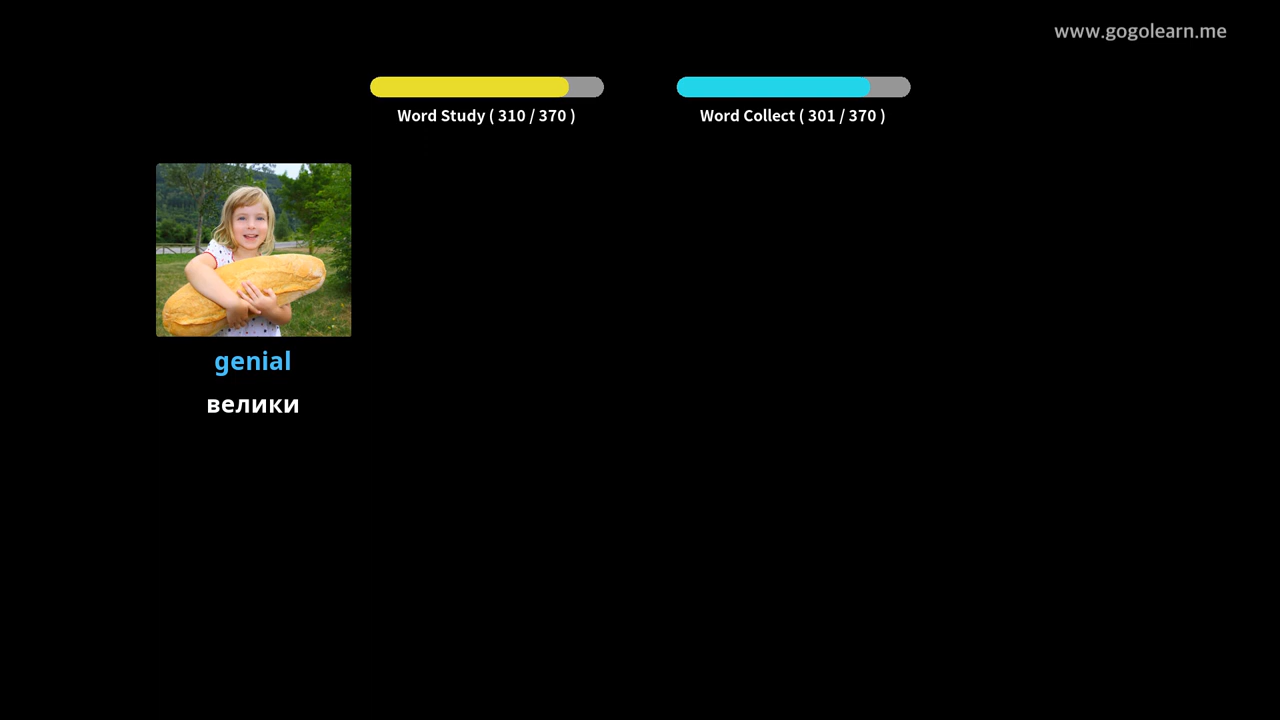 www.gogolearn.me
Word Study ( 310 / 370 )
Word Collect ( 301 / 370 )
genial
велики